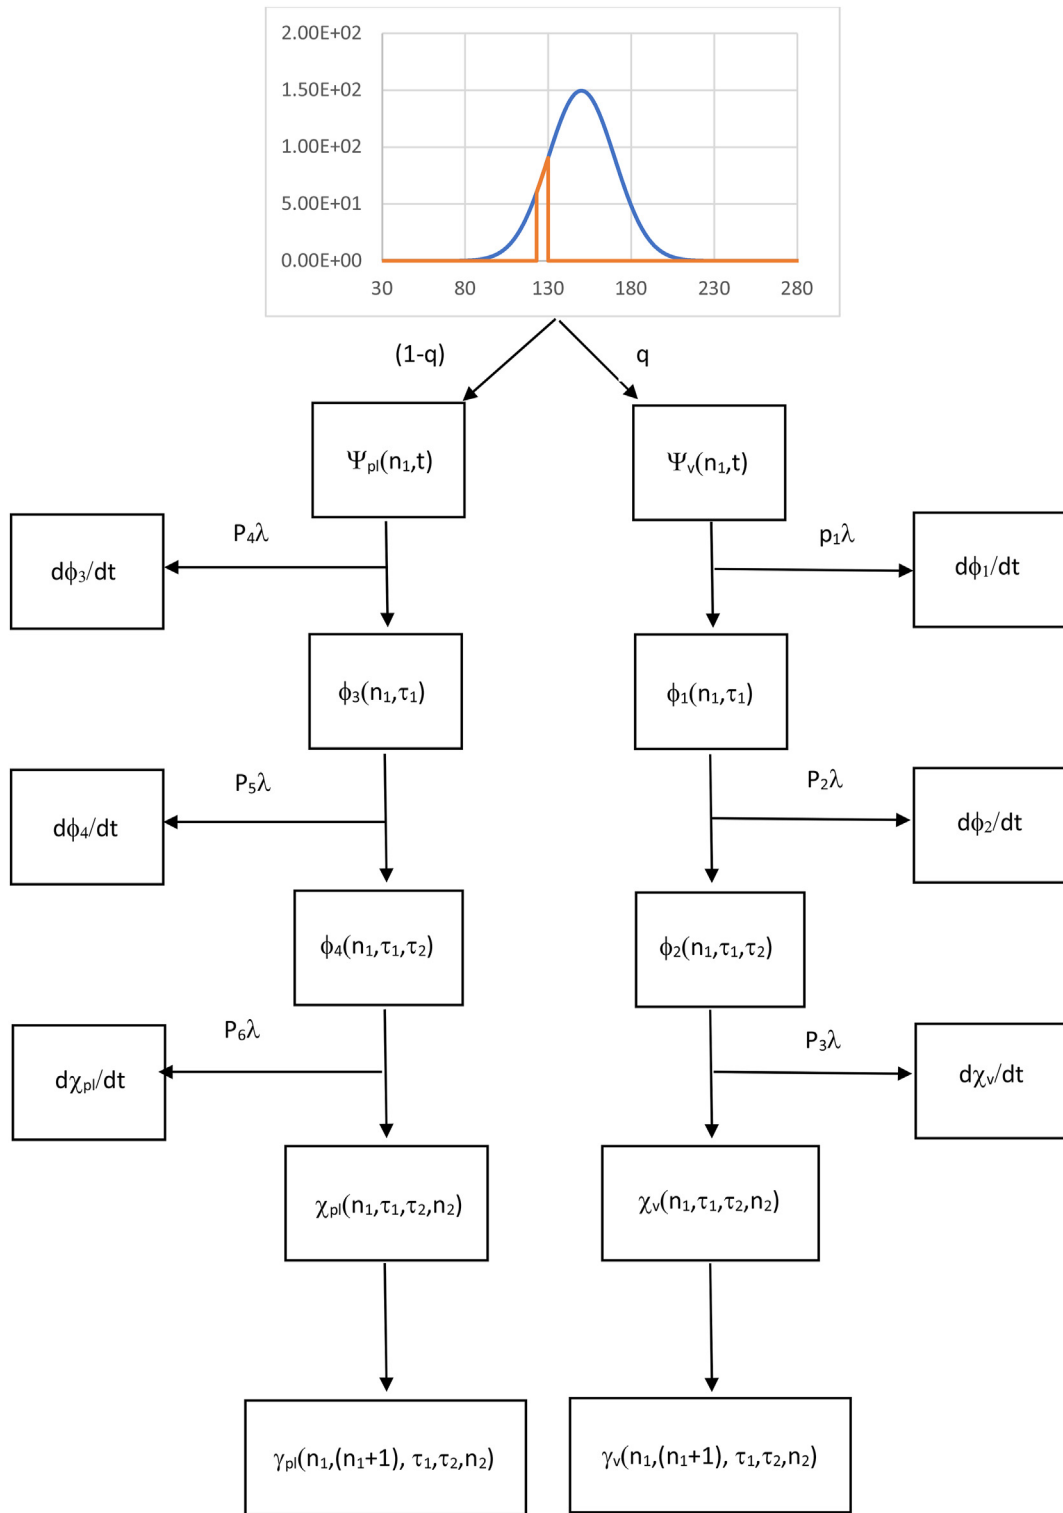 2.00E+02
1.50E+02
1.00E+02
5.00E+01
0.00E+00
30 80 130 180 230 280
(1-q) q
Ψpl(n1,t) Ψv(n1,t)
P4λ p1λ
dϕ3/dt dϕ1/dt
ϕ3(n1,τ1) ϕ1(n1,τ1)
P5λ P2λ
dϕ4/dt dϕ2/dt
ϕ4(n1,τ1,τ2) ϕ2(n1,τ1,τ2)
P6λ P3λ
dχpl/dt dχv/dt
χpl(n1,τ1,τ2,n2) χv(n1,τ1,τ2,n2)
γpl(n1,(n1+1), τ1,τ2,n2) γv(n1,(n1+1), τ1,τ2,n2)